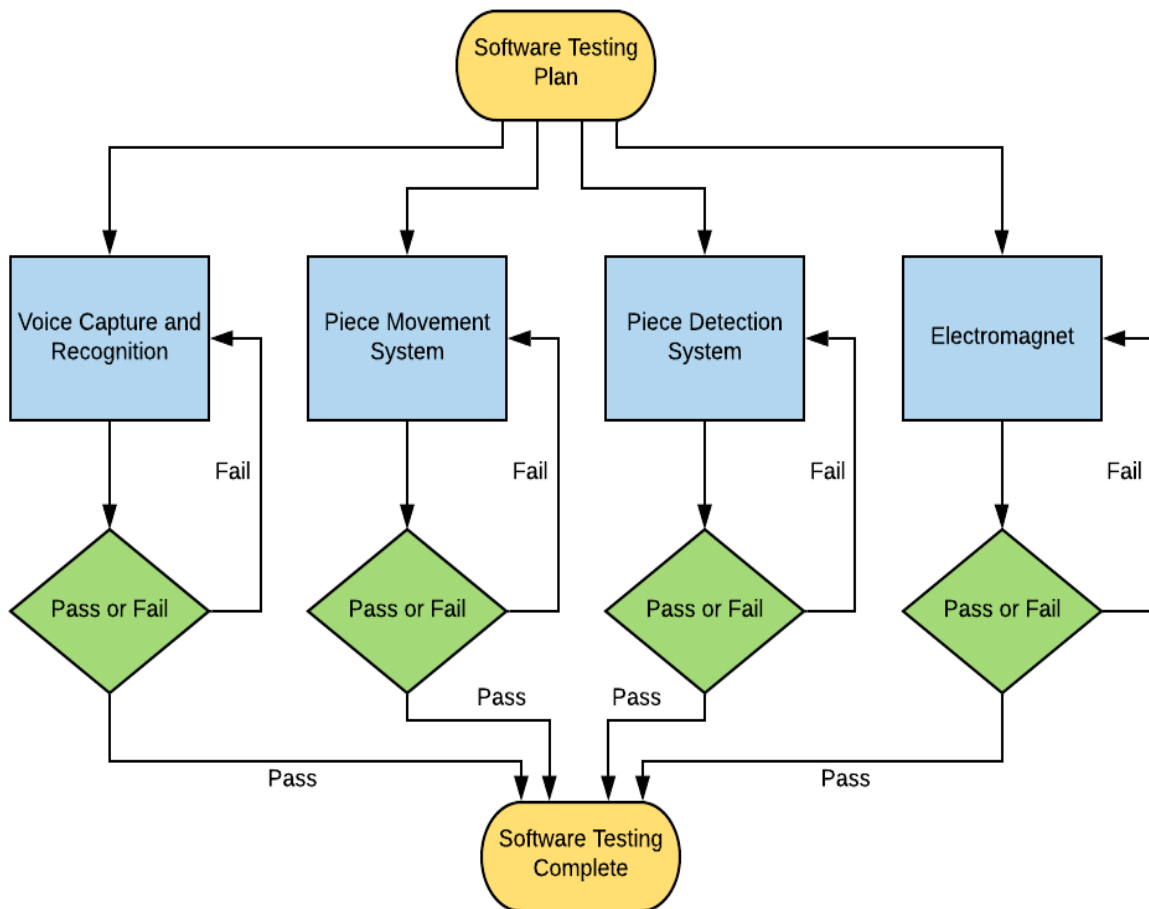 Software Testing
Plan
Voice Capture and
Recognition
Piece Movement
System
Piece Detection
System
Electromagnet
Fail
Fail
Fail
Fail
Pass or Fail
Pass or Fail
Pass or Fail
Pass or Fail
Pass
Pass
Pass
Pass
Software Testing
Complete